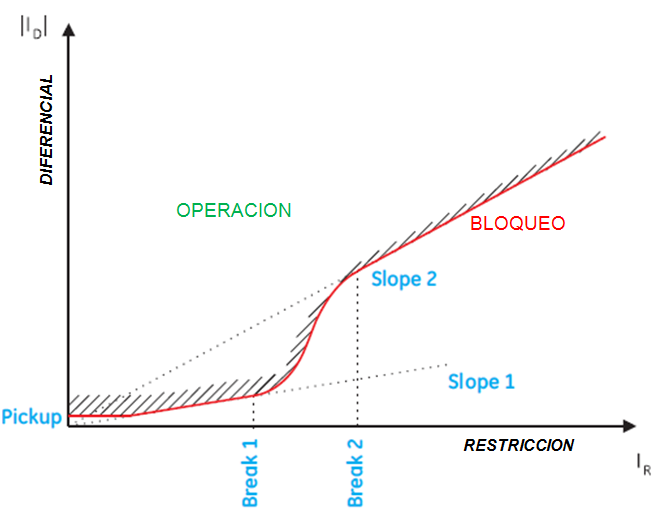 |I_D|
DIFERENCIAL
OPERACION
BLOQUEO
Slope 2
Slope 1
Pickup
RESTRICCION
Break 1
Break 2
I_R